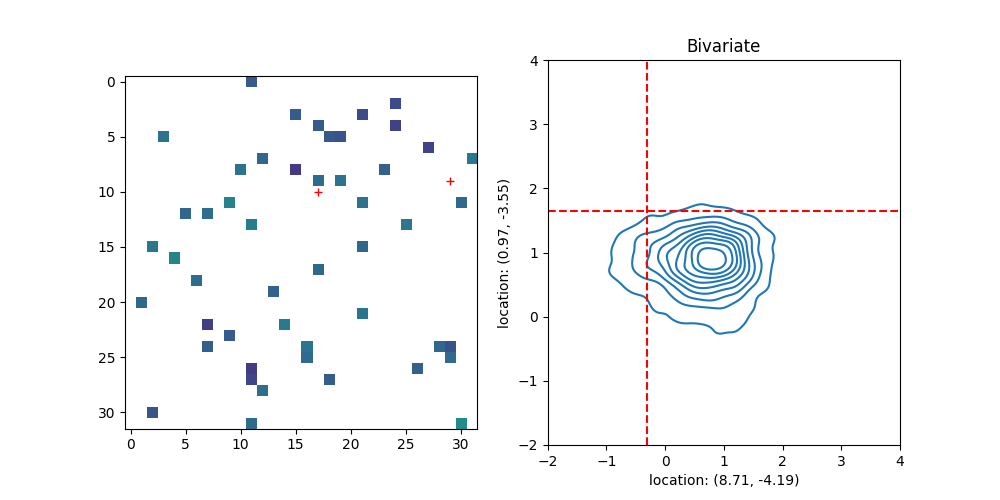 0
5
10
15
20
25
30
0 5 10 15 20 25 30
Bivariate
4
3
2
1
0
−1
−2
location: (0.97, -3.55)
−2 −1 0 1 2 3 4
location: (8.71, -4.19)